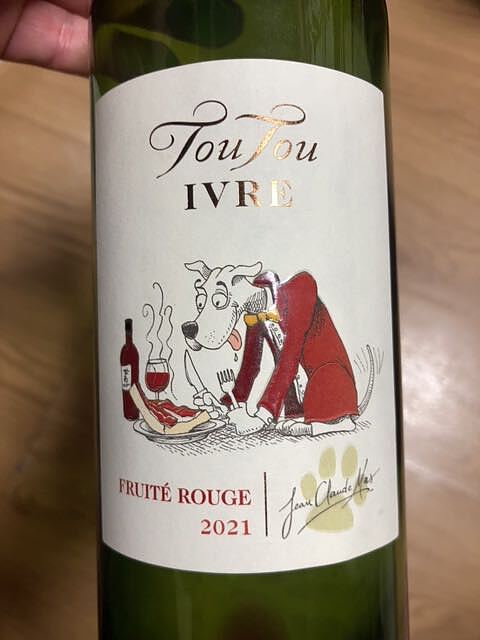 TouTou
IVRE
FRUITÉ ROUGE
2021
Jean Claude Mas